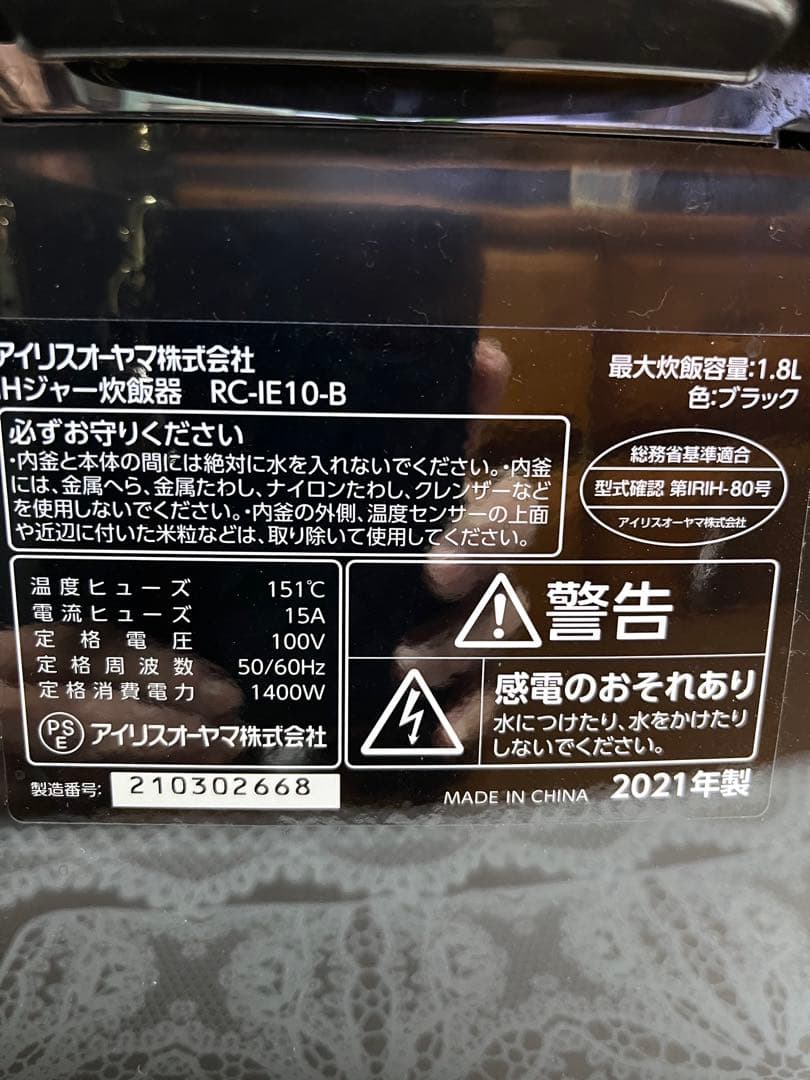 アイリスオーヤマ株式会社
IHジャー炊飯器 RC-IE10-B
最大炊飯容量:1.8L
色:ブラック
必ずお守りください
・内釜と本体の間には絶対に水を入れないでください。・内釜
には、金属へら、金属たわし、ナイロンたわし、クレンザーなど
を使用しないでください。・内釜の外側、温度センサーの上面
や近辺に付いた米粒などは、取り除いて使用してください。
総務省基準適合
型式確認 第IRIH-80号
アイリスオーヤマ株式会社
温度ヒューズ 151℃
電流ヒューズ 15A
定格電圧 100V
定格周波数 50/60Hz
定格消費電力 1400W
PSE アイリスオーヤマ株式会社
警告
感電のおそれあり
水につけたり、水をかけたり
しないでください。
製造番号: 210302668
MADE IN CHINA 2021年製